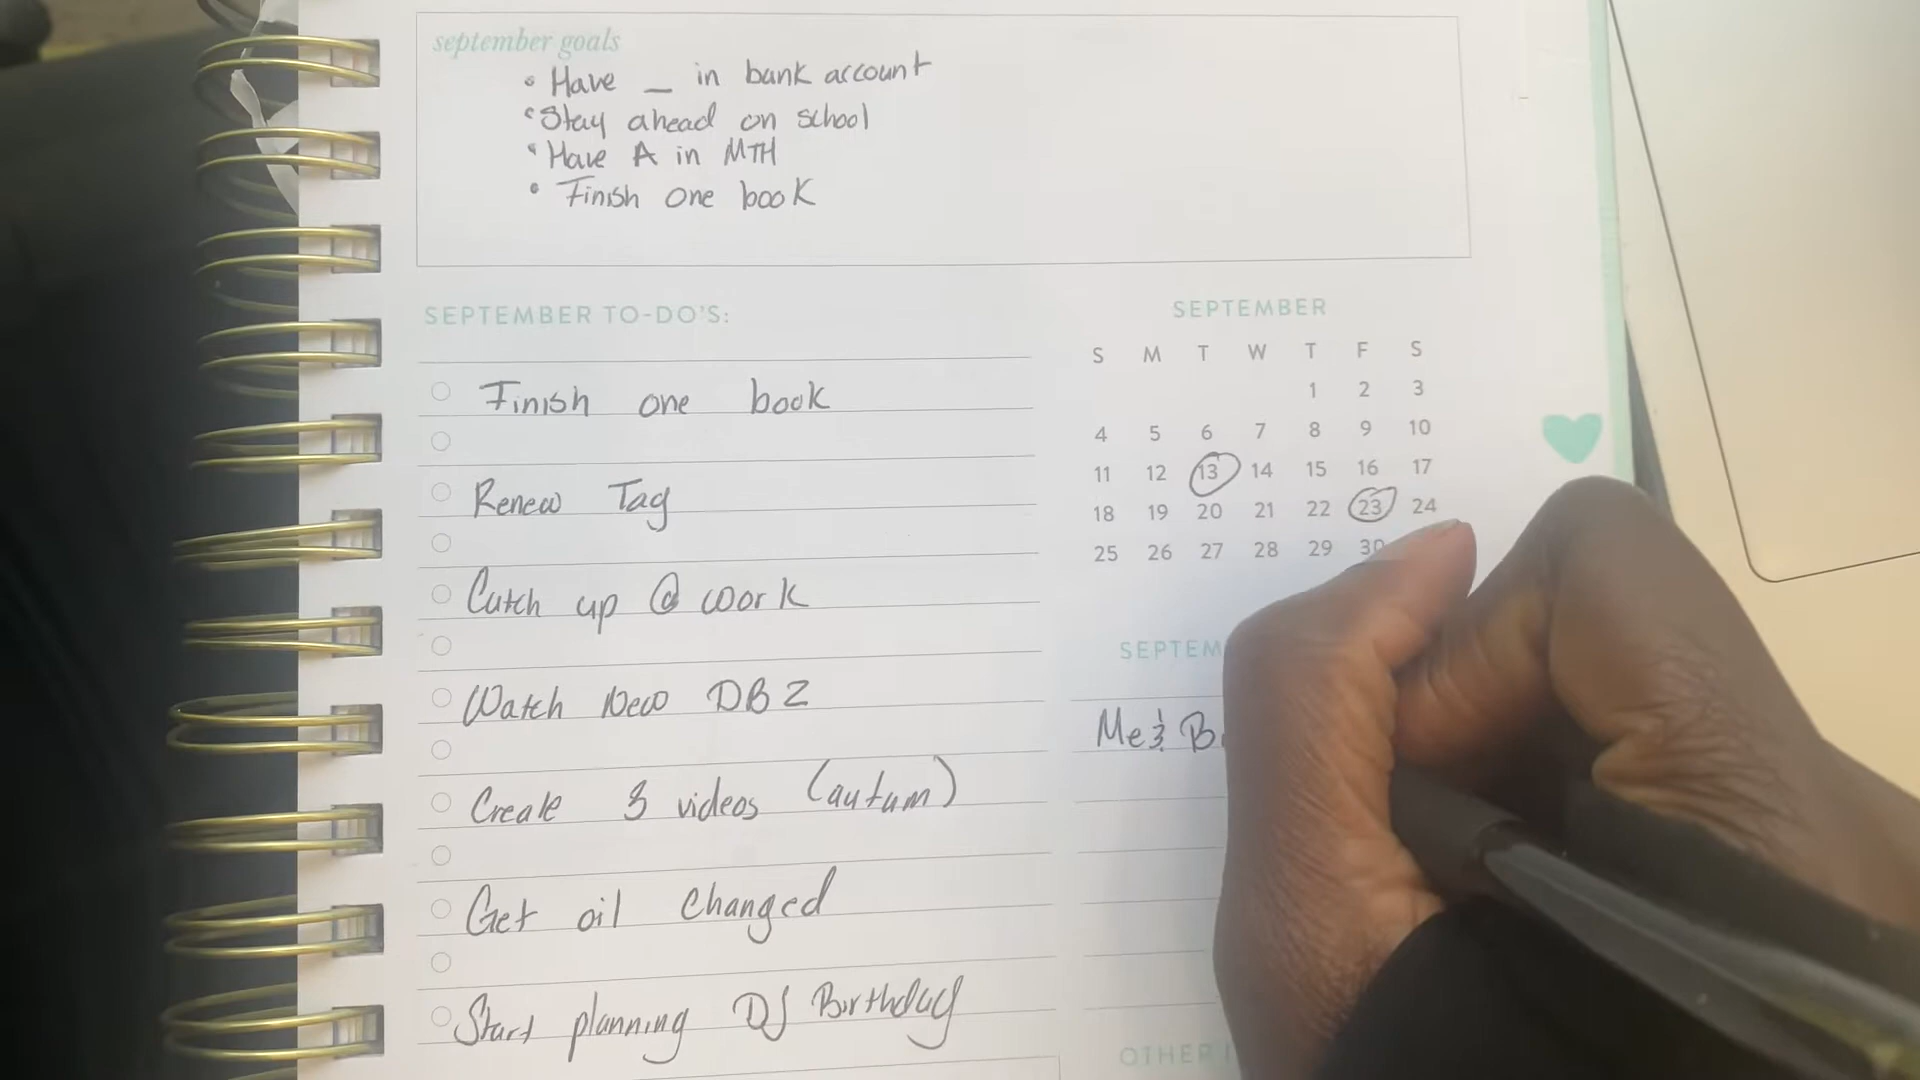 september goals
• Have _ in bank account
• Stay ahead on school
• Have A in MTH
• Finish one book
SEPTEMBER TO-DO'S:
Finish one book
Renew Tag
Catch up @ work
Watch New DBZ
Create 3 videos (autum)
Get oil changed
Start planning DJ Birthday
SEPTEMBER
S M T W T F S
1 2 3
4 5 6 7 8 9 10
11 12 13 14 15 16 17
18 19 20 21 22 23 24
25 26 27 28 29 30
SEPTEM
Me & B
OTHER